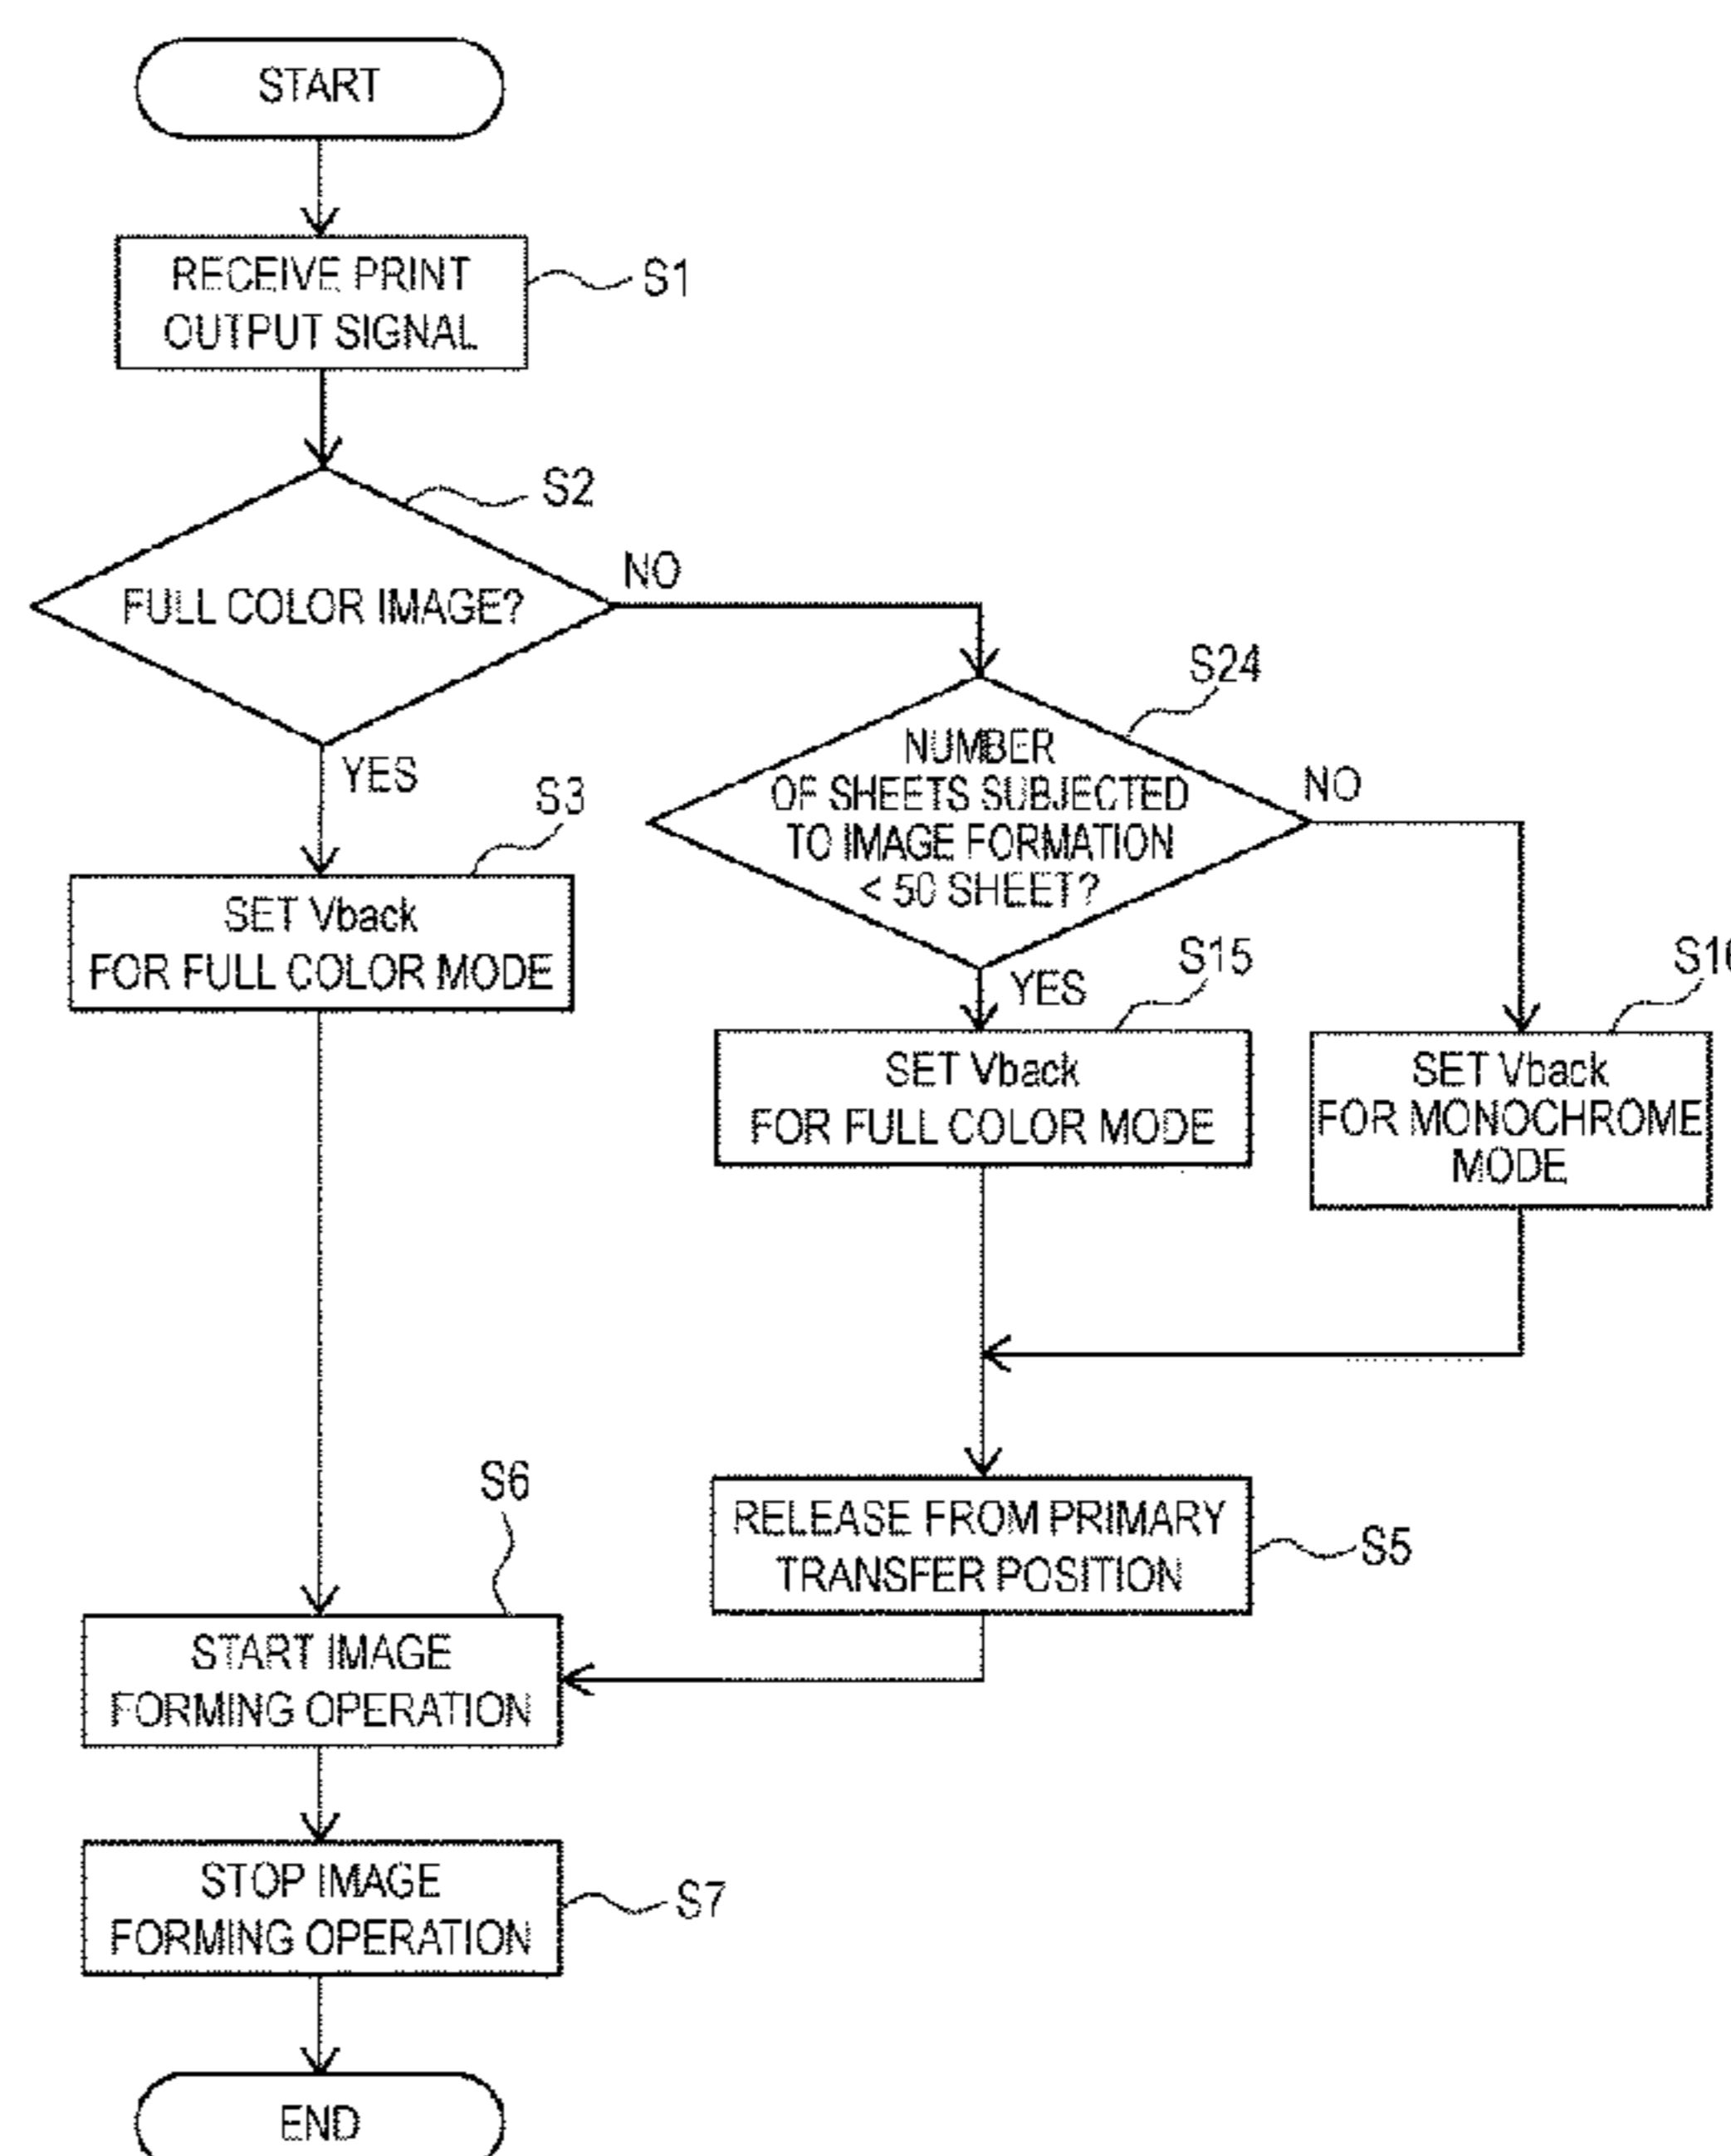 START
RECEIVE PRINT
OUTPUT SIGNAL
S1
S2
FULL COLOR IMAGE?
NO
YES
S24
NUMBER
OF SHEETS SUBJECTED
TO IMAGE FORMATION
< 50 SHEET?
NO
YES
S3
SET Vback
FOR FULL COLOR MODE
S15
SET Vback
FOR FULL COLOR MODE
S16
SET Vback
FOR MONOCHROME
MODE
RELEASE FROM PRIMARY
TRANSFER POSITION
S5
S6
START IMAGE
FORMING OPERATION
STOP IMAGE
FORMING OPERATION
S7
END